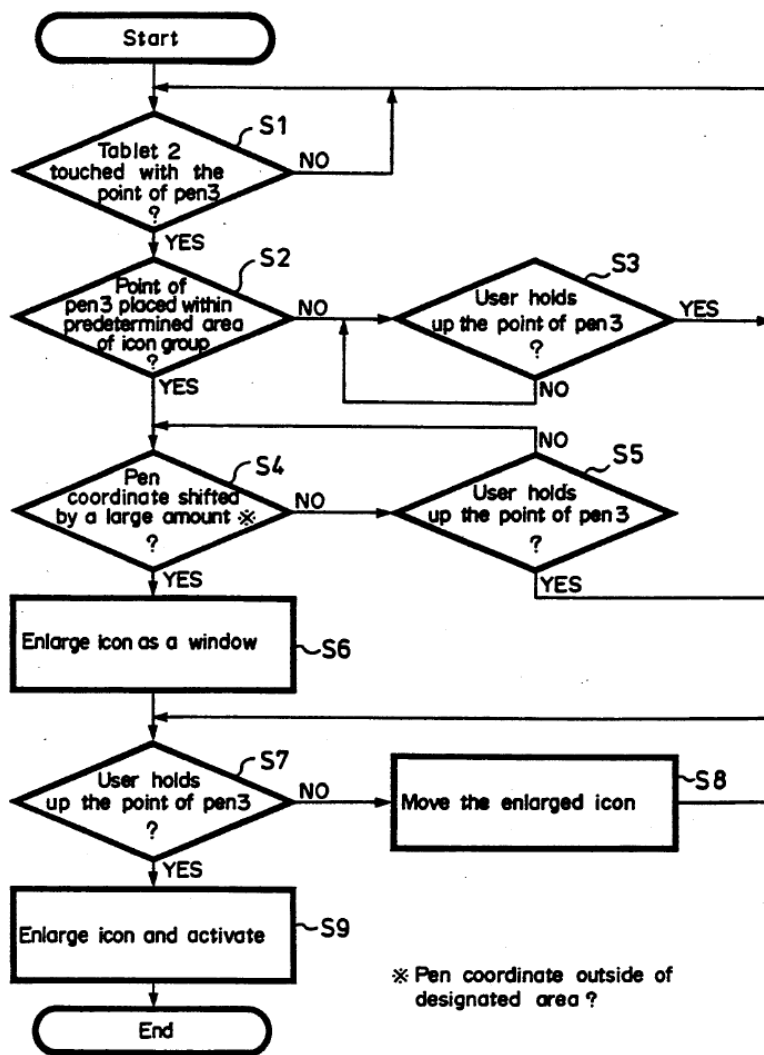 Start
S1
Tablet 2
touched with the
point of pen3
?
NO
YES
S2
Point of
pen3 placed within
predetermined area
of icon group
?
NO
YES
S3
User holds
up the point of pen3
?
YES
NO
S4
Pen
coordinate shifted
by a large amount ※
?
NO
YES
NO
S5
User holds
up the point of pen3
?
YES
Enlarge icon as a window
S6
S7
User holds
up the point of pen3
?
NO
YES
Move the enlarged icon
S8
Enlarge icon and activate
S9
End
※ Pen coordinate outside of
designated area ?